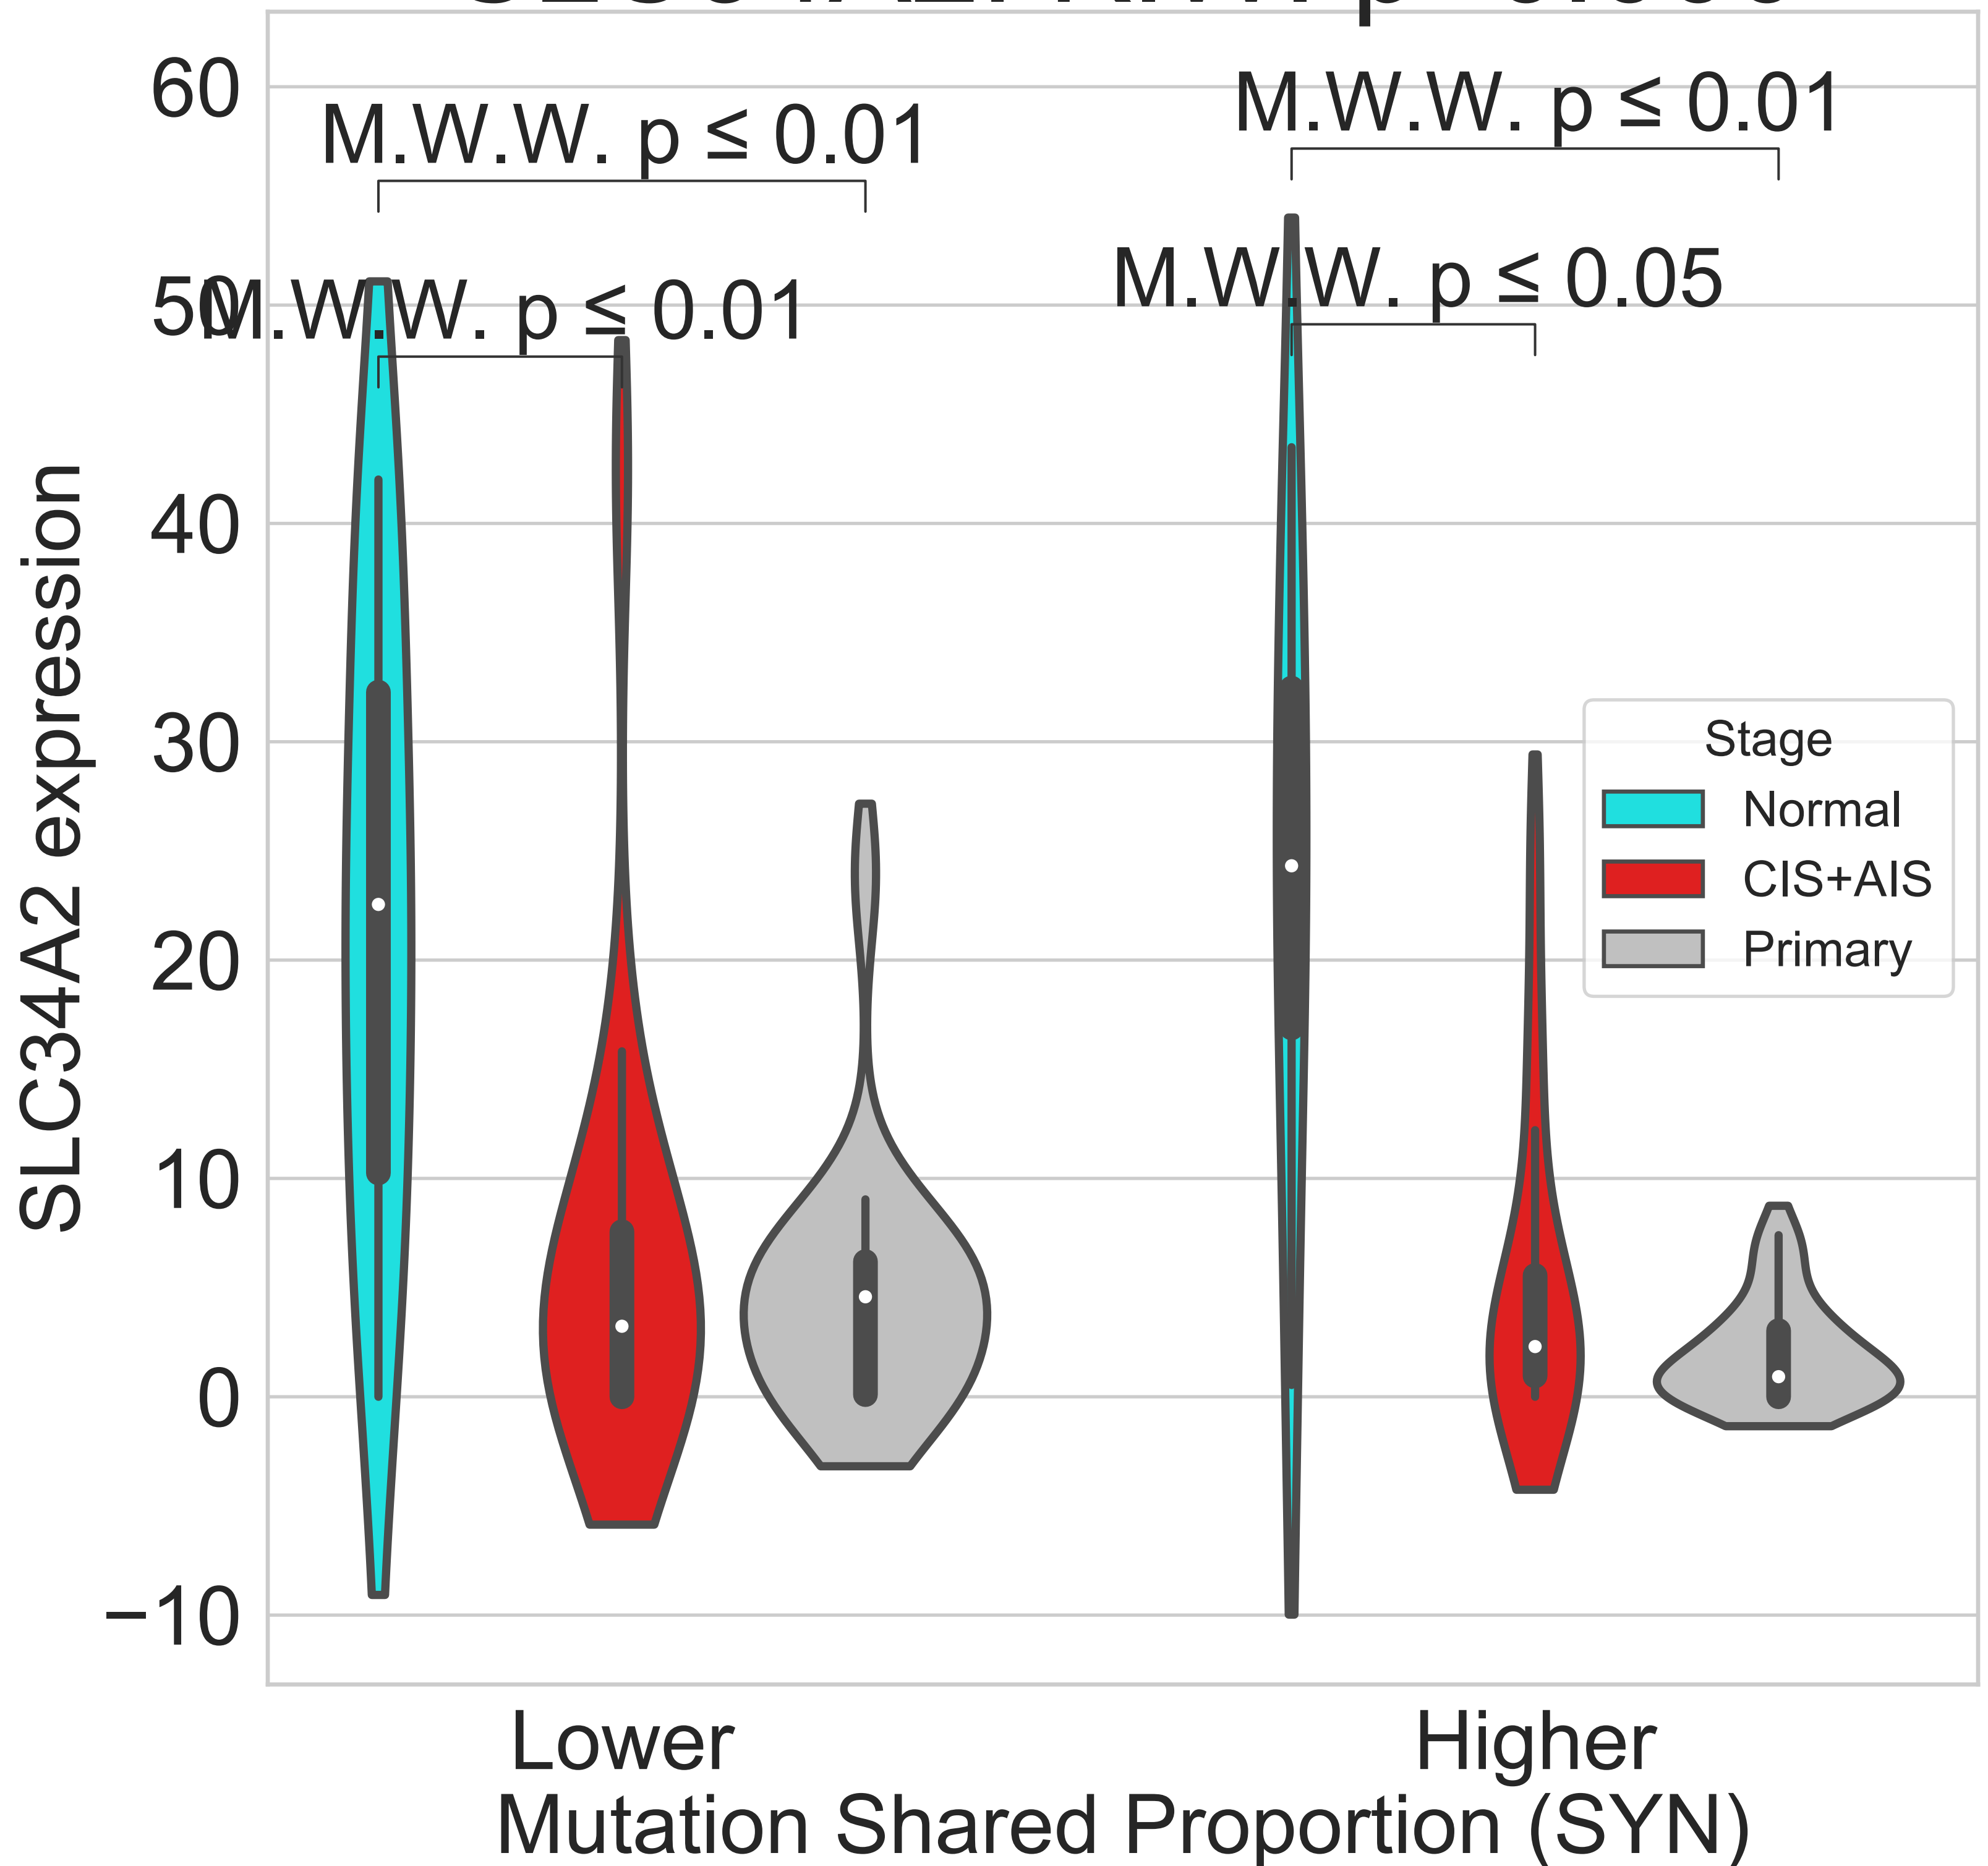 60
M.W.W. p ≤ 0.01
M.W.W. p ≤ 0.01
50
M.W.W. p ≤ 0.01
M.W.W. p ≤ 0.05
40
30
20
10
0
−10
SLC34A2 expression
Stage
Normal
CIS+AIS
Primary
Lower
Higher
Mutation Shared Proportion (SYN)